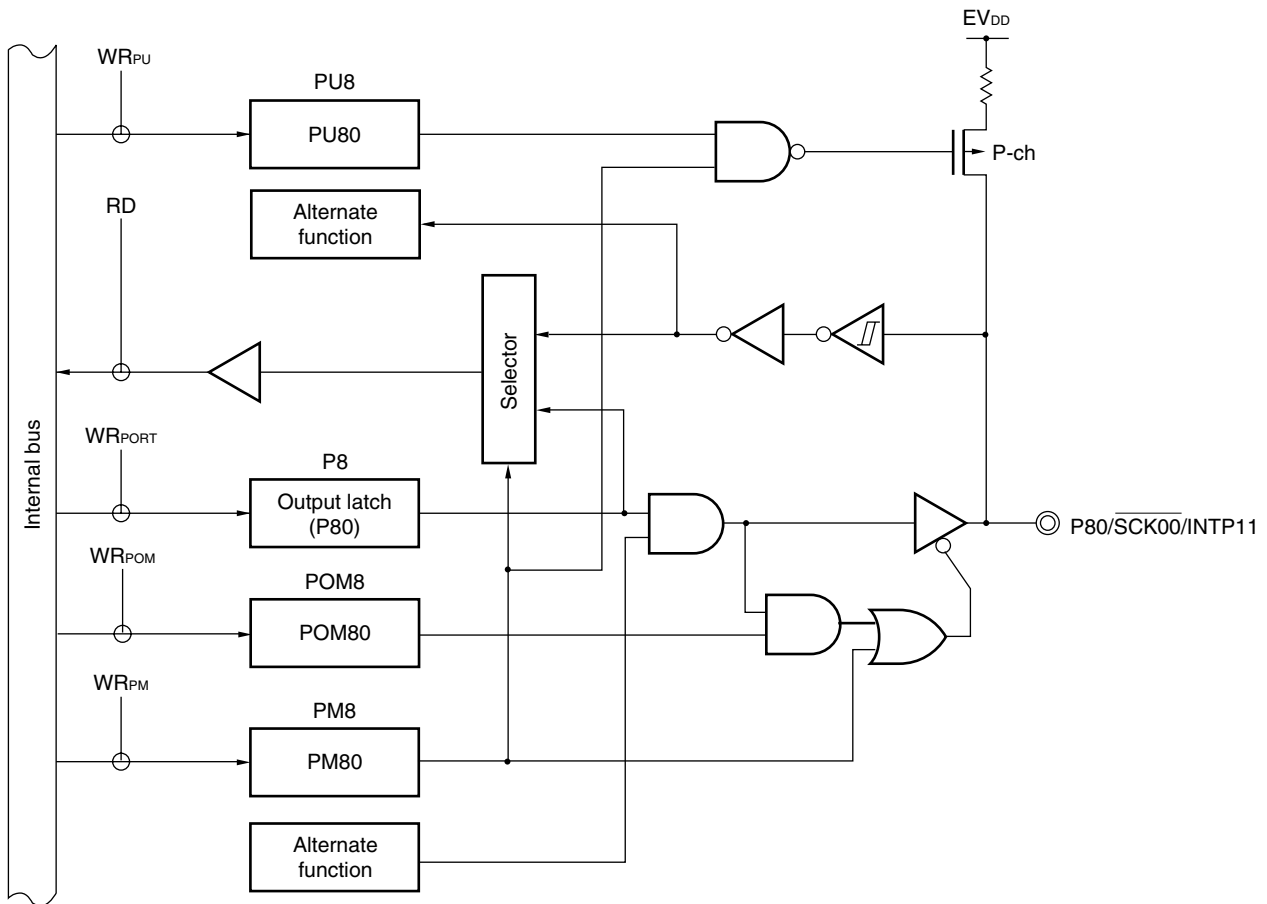 EVDD
WRPU
PU8
PU80
P-ch
RD
Alternate
function
Selector
Internal bus
WRPORT
P8
Output latch
(P80)
P80/SCK00/INTP11
WRPOM
POM8
POM80
WRPM
PM8
PM80
Alternate
function